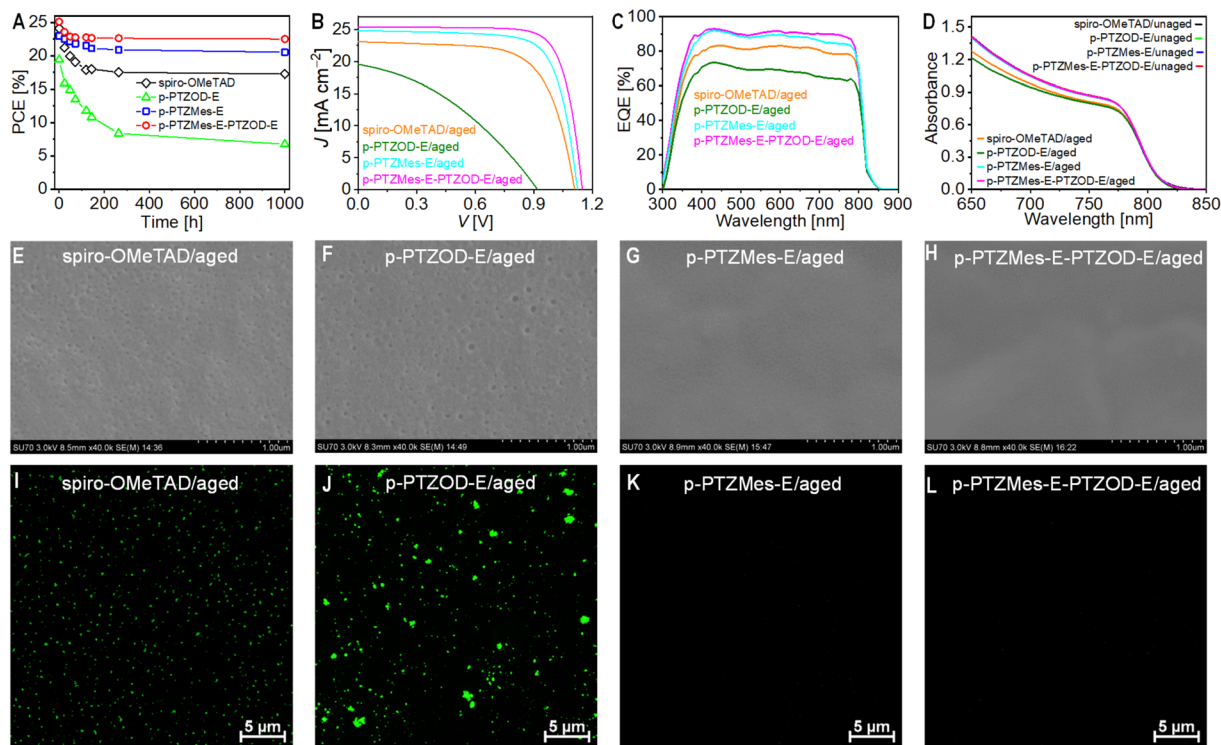 A
25
20
15
10
5
0
PCE [%]
spiro-OMeTAD
p-PTZOD-E
p-PTZMes-E
p-PTZMes-E-PTZOD-E
0 200 400 600 800 1000
Time [h]
B
25
20
15
10
5
0
J [mA cm⁻²]
spiro-OMeTAD/aged
p-PTZOD-E/aged
p-PTZMes-E/aged
p-PTZMes-E-PTZOD-E/aged
0.0 0.3 0.6 0.9 1.2
V [V]
C
100
80
60
40
20
0
EQE [%]
spiro-OMeTAD/aged
p-PTZOD-E/aged
p-PTZMes-E/aged
p-PTZMes-E-PTZOD-E/aged
300 400 500 600 700 800 900
Wavelength [nm]
D
1.5
1.2
0.9
0.6
0.3
0.0
Absorbance
spiro-OMeTAD/unaged
p-PTZOD-E/unaged
p-PTZMes-E/unaged
p-PTZMes-E-PTZOD-E/unaged
spiro-OMeTAD/aged
p-PTZOD-E/aged
p-PTZMes-E/aged
p-PTZMes-E-PTZOD-E/aged
650 700 750 800 850
Wavelength [nm]
E spiro-OMeTAD/aged
SU70 3.0kV 8.5mm x40.0k SE(M) 14:36 1.00um
F p-PTZOD-E/aged
SU70 3.0kV 8.3mm x40.0k SE(M) 14:49 1.00um
G p-PTZMes-E/aged
SU70 3.0kV 8.9mm x40.0k SE(M) 15:47 1.00um
H p-PTZMes-E-PTZOD-E/aged
SU70 3.0kV 8.8mm x40.0k SE(M) 16:22 1.00um
I spiro-OMeTAD/aged
5 µm
J p-PTZOD-E/aged
5 µm
K p-PTZMes-E/aged
5 µm
L p-PTZMes-E-PTZOD-E/aged
5 µm